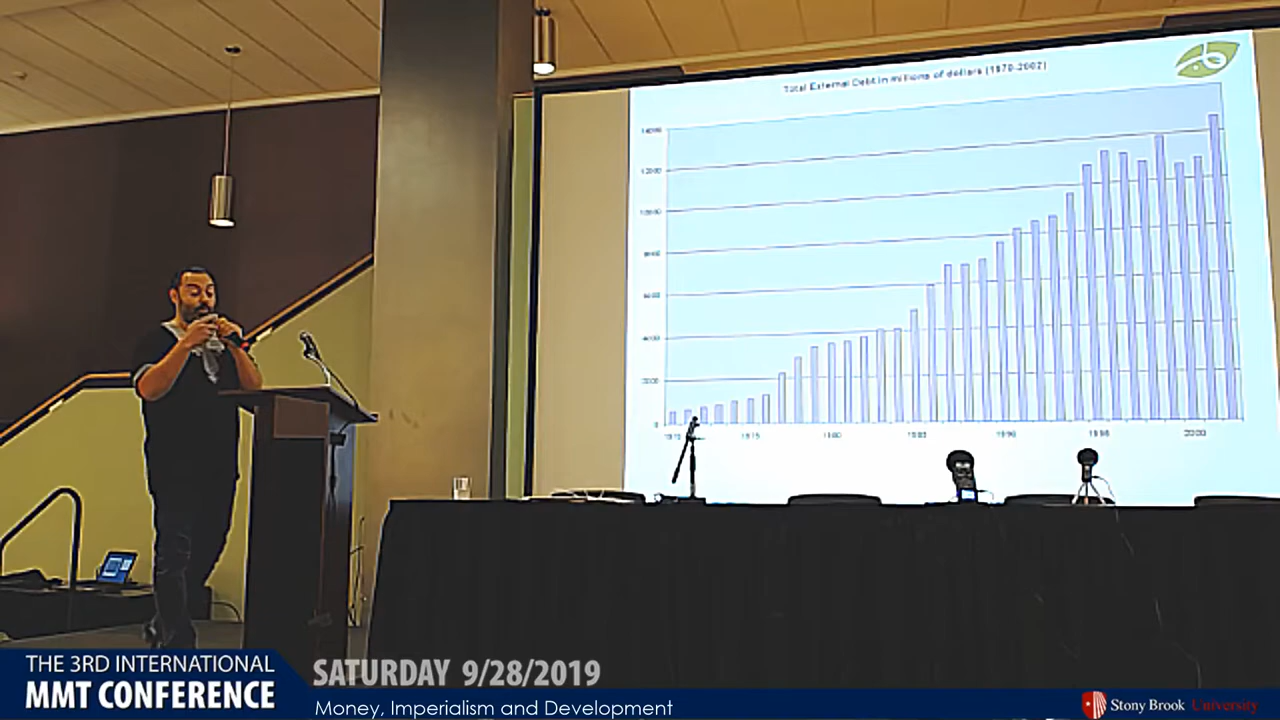 Total External Debt in millions of dollars (1970-2002)
14000
12000
10000
8000
6000
4000
2000
0
1970 1975 1980 1985 1990 1995 2000
THE 3RD INTERNATIONAL
MMT CONFERENCE
SATURDAY 9/28/2019
Money, Imperialism and Development
Stony Brook University